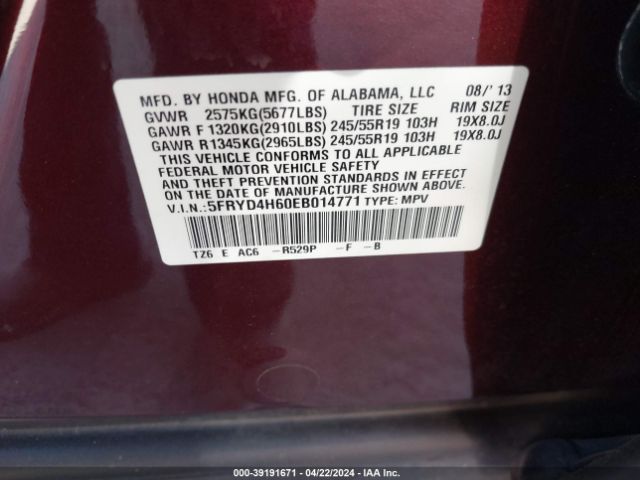 MFD. BY HONDA MFG. OF ALABAMA, LLC 08/'13
GVWR 2575KG(5677LBS) TIRE SIZE RIM SIZE
GAWR F 1320KG(2910LBS) 245/55R19 103H 19X8.0J
GAWR R1345KG(2965LBS) 245/55R19 103H 19X8.0J
THIS VEHICLE CONFORMS TO ALL APPLICABLE
FEDERAL MOTOR VEHICLE SAFETY
AND THEFT PREVENTION STANDARDS IN EFFECT
ON THE DATE OF MANUFACTURE SHOWN ABOVE.
V.I.N.: 5FRYD4H60EB014771 TYPE: MPV
TZ6 E AC6 -R529P -F -B
000-39191671 | 04/22/2024 | IAA Inc.